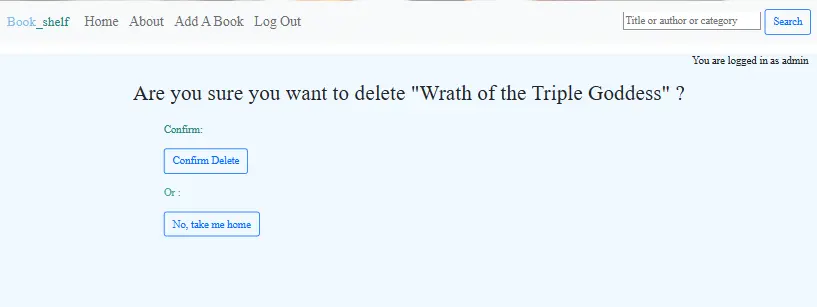 Book_shelf Home About Add A Book Log Out Title or author or category Search
You are logged in as admin
Are you sure you want to delete "Wrath of the Triple Goddess" ?
Confirm:
Confirm Delete
Or :
No, take me home